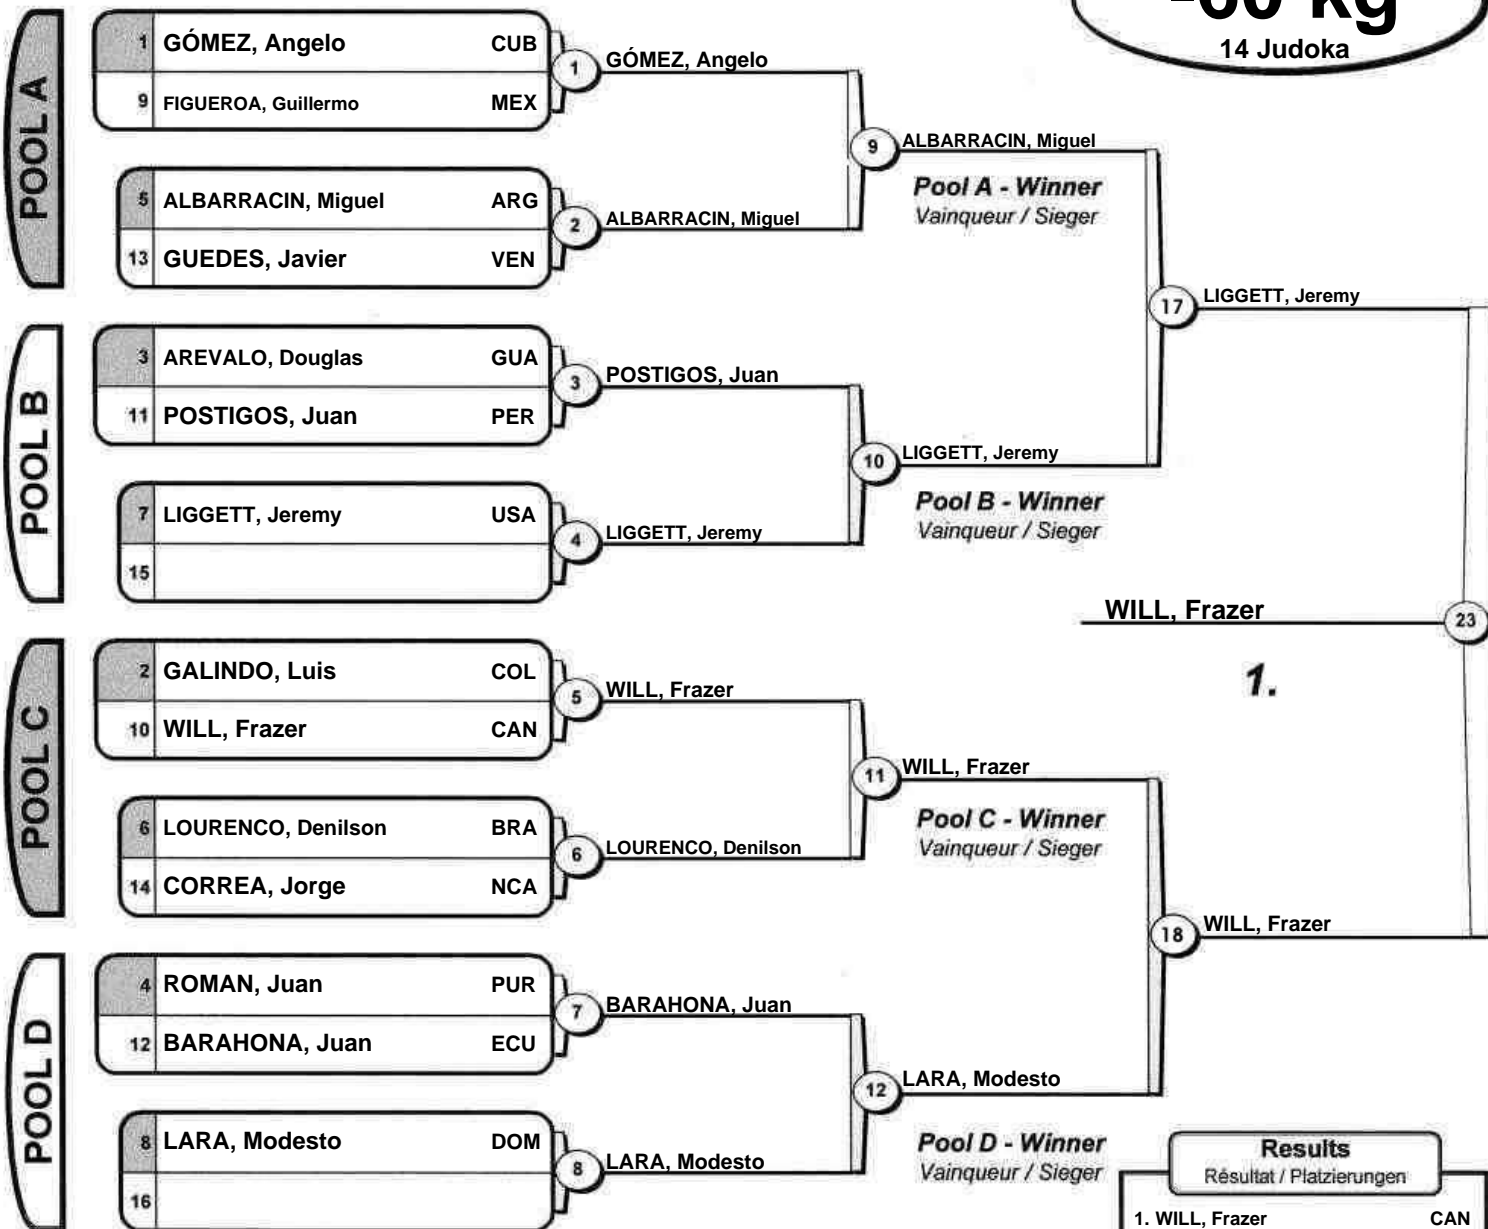 -60 kg
14 Judoka
POOL A
1 GÓMEZ, Angelo CUB
9 FIGUEROA, Guillermo MEX
1 GÓMEZ, Angelo
5 ALBARRACIN, Miguel ARG
13 GUEDES, Javier VEN
2 ALBARRACIN, Miguel
9 ALBARRACIN, Miguel
Pool A - Winner
Vainqueur / Sieger
POOL B
3 AREVALO, Douglas GUA
11 POSTIGOS, Juan PER
3 POSTIGOS, Juan
7 LIGGETT, Jeremy USA
15
4 LIGGETT, Jeremy
10 LIGGETT, Jeremy
Pool B - Winner
Vainqueur / Sieger
17 LIGGETT, Jeremy
WILL, Frazer 23
1.
POOL C
2 GALINDO, Luis COL
10 WILL, Frazer CAN
5 WILL, Frazer
6 LOURENCO, Denilson BRA
14 CORREA, Jorge NCA
6 LOURENCO, Denilson
11 WILL, Frazer
Pool C - Winner
Vainqueur / Sieger
18 WILL, Frazer
POOL D
4 ROMAN, Juan PUR
12 BARAHONA, Juan ECU
7 BARAHONA, Juan
8 LARA, Modesto DOM
16
8 LARA, Modesto
12 LARA, Modesto
Pool D - Winner
Vainqueur / Sieger
Results
Résultat / Platzierungen
1. WILL, Frazer CAN